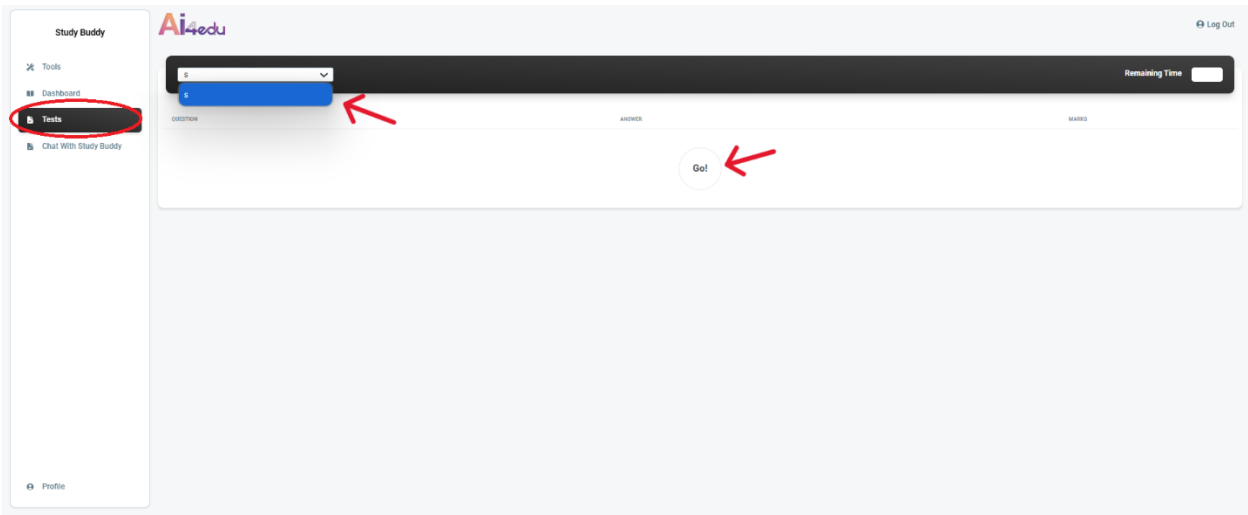 Study Buddy
Ai4edu
Log Out
Tools
Dashboard
Tests
Chat With Study Buddy
s
s
Remaining Time
QUESTION
ANSWER
MARKS
Go!
Profile